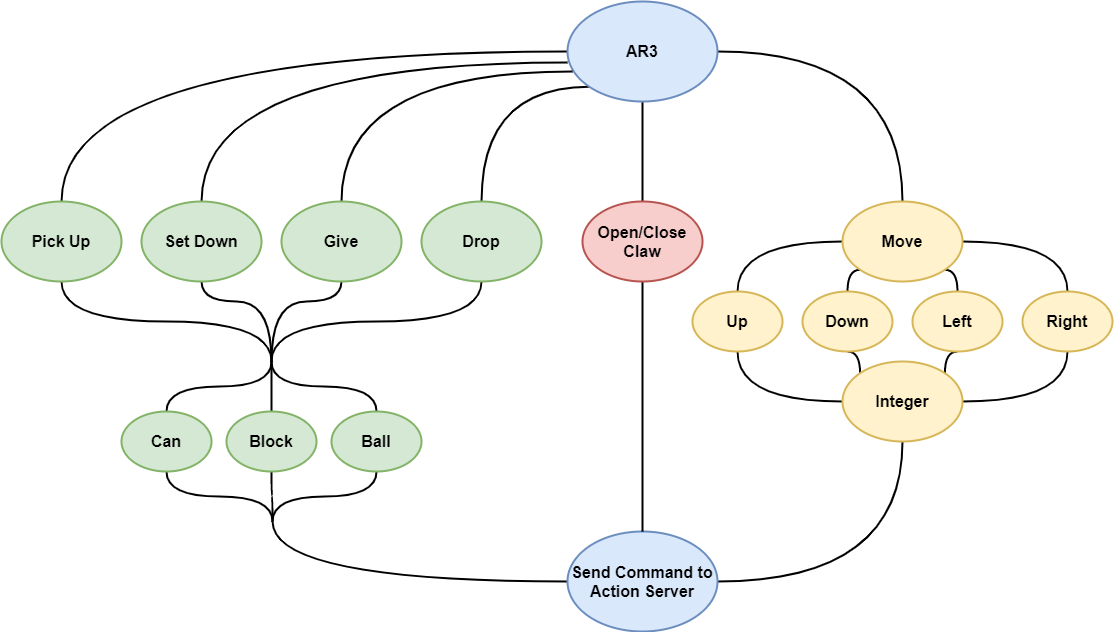 AR3
Pick Up
Set Down
Give
Drop
Open/Close
Claw
Move
Up
Down
Left
Right
Integer
Can
Block
Ball
Send Command to
Action Server